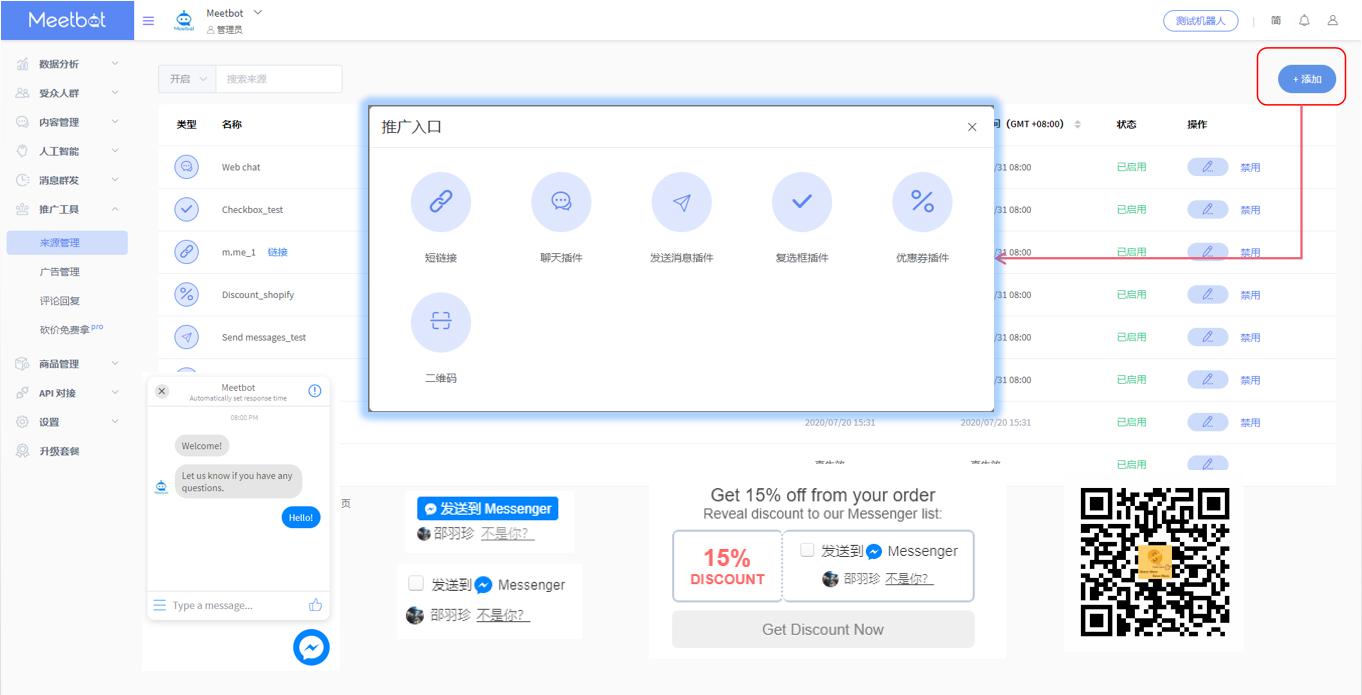 Meetbot
Meetbot
管理员
Meetbot
测试机器人
简
数据分析
受众人群
内容管理
人工智能
消息群发
推广工具
来源管理
广告管理
评论回复
砍价免费拿 pro
商品管理
API 对接
设置
升级套餐
开启
搜索来源
+ 添加
类型 名称
间 (GMT +08:00) 状态 操作
Web chat
/31 08:00 已启用 禁用
Checkbox_test
/31 08:00 已启用 禁用
m.me_1 链接
/31 08:00 已启用 禁用
Discount_shopify
/31 08:00 已启用 禁用
Send messages_test
/31 08:00 已启用 禁用
/31 08:00 已启用 禁用
2020/07/20 15:31 2020/07/20 15:31 已启用 禁用
已启用
页
推广入口
短链接 聊天插件 发送消息插件 复选框插件 优惠券插件
二维码
Meetbot
Automatically set response time
08:00 PM
Welcome!
Let us know if you have any
questions.
Hello!
Type a message...
发送到 Messenger
邵羽珍 不是你?
发送到 Messenger
邵羽珍 不是你?
Get 15% off from your order
Reveal discount to our Messenger list:
15%
DISCOUNT
发送到 Messenger
邵羽珍 不是你?
Get Discount Now